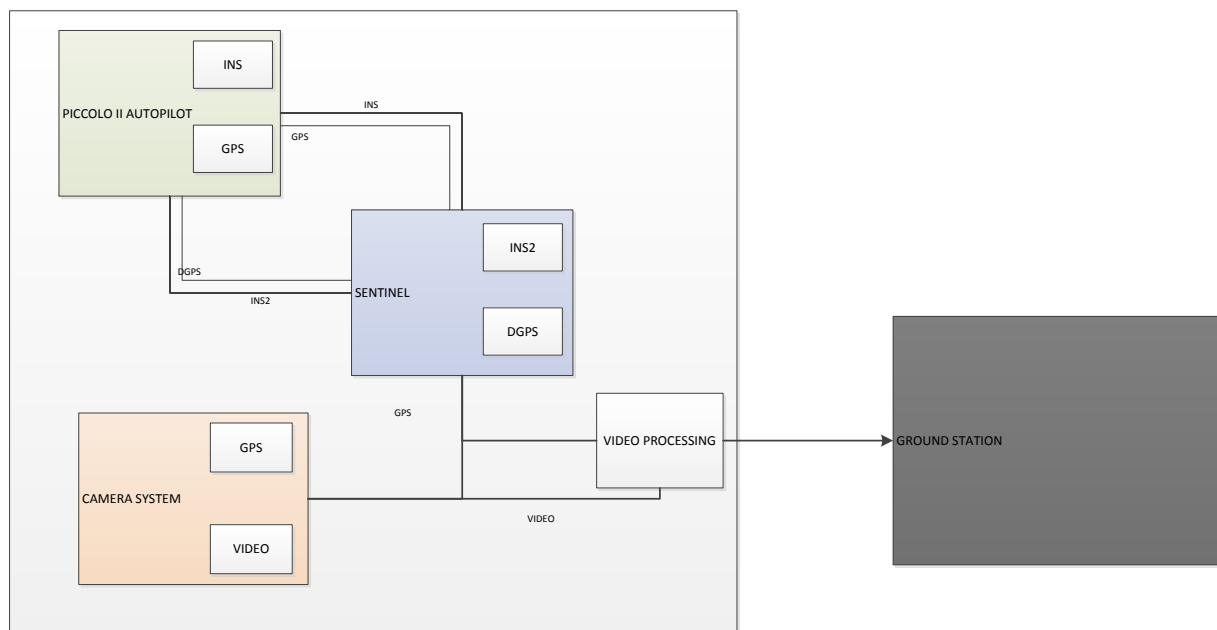 INS
PICCOLO II AUTOPILOT
GPS
INS
GPS
DGPS
INS2
INS2
SENTINEL
DGPS
GPS
GPS
CAMERA SYSTEM
VIDEO
VIDEO PROCESSING
VIDEO
GROUND STATION